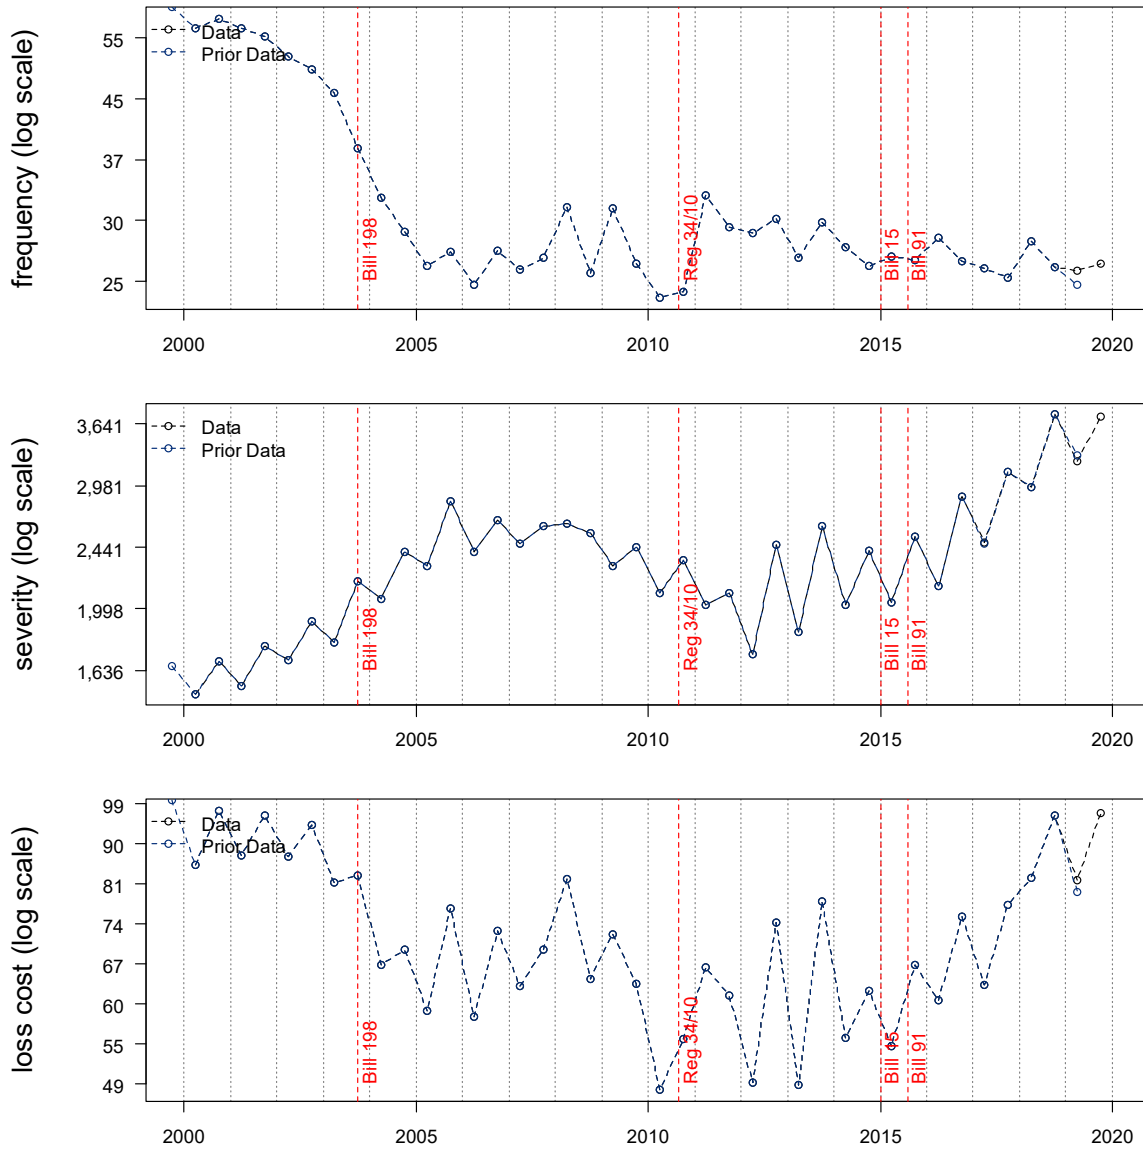 frequency (log scale)
55
45
37
30
25
Data
Prior Data
Bill 198
Reg 34/10
Bill 15
Bill 91
2000
2005
2010
2015
2020
severity (log scale)
3,641
2,981
2,441
1,998
1,636
Data
Prior Data
Bill 198
Reg 34/10
Bill 15
Bill 91
2000
2005
2010
2015
2020
loss cost (log scale)
99
90
81
74
67
60
55
49
Data
Prior Data
Bill 198
Reg 34/10
Bill 15
Bill 91
2000
2005
2010
2015
2020